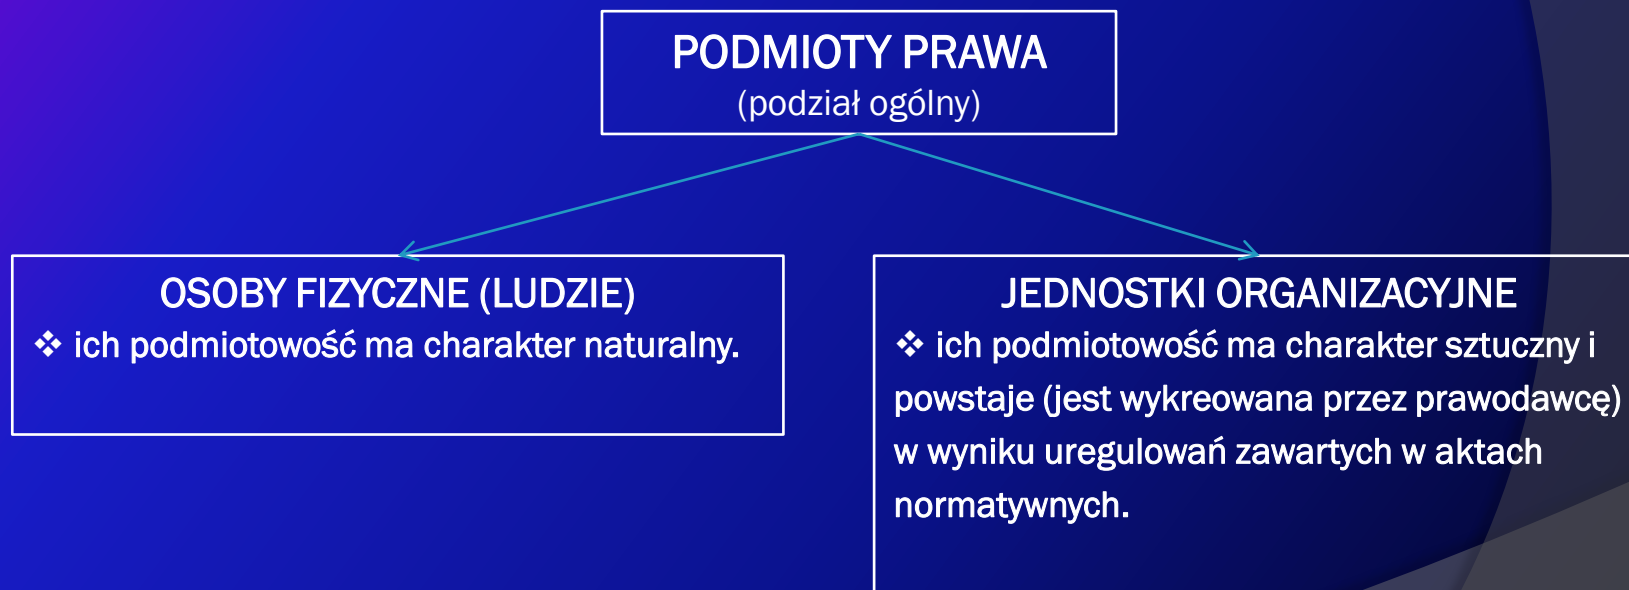 PODMIOTY PRAWA
(podział ogólny)
OSOBY FIZYCZNE (LUDZIE)
❖ ich podmiotowość ma charakter naturalny.
JEDNOSTKI ORGANIZACYJNE
❖ ich podmiotowość ma charakter sztuczny i
powstaje (jest wykreowana przez prawodawcę)
w wyniku uregulowań zawartych w aktach
normatywnych.